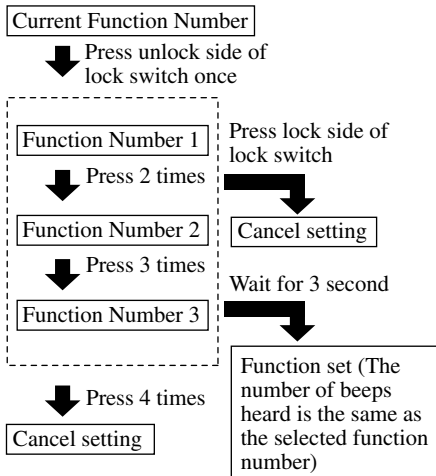 Current Function Number
Press unlock side of
lock switch once
Function Number 1
Press lock side of
lock switch
Press 2 times
Function Number 2
Cancel setting
Press 3 times
Wait for 3 second
Function Number 3
Function set (The
number of beeps
heard is the same as
the selected function
number)
Press 4 times
Cancel setting